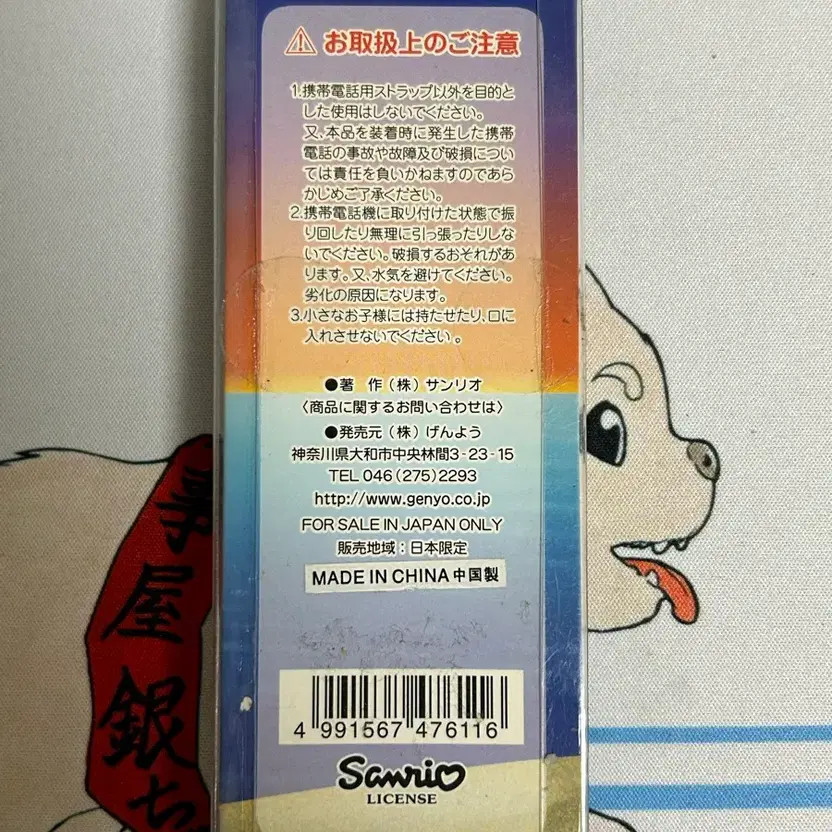 お取扱上のご注意
1.携帯電話用ストラップ以外を目的と
した使用はしないでください。
又、本品を装着時に発生した携帯
電話の事故や故障及び破損につい
ては責任を負いかねますのであら
かじめご了承ください。
2.携帯電話機に取り付けた状態で振
り回したり無理に引っ張ったりしな
いでください。破損するおそれがあ
ります。又、水気を避けてください。
劣化の原因になります。
3.小さなお子様には持たせたり、口に
入れさせないでください。
●著 作(株)サンリオ
〈商品に関するお問い合わせは〉
●発売元(株)げんよう
神奈川県大和市中央林間3-23-15
TEL 046(275)2293
http://www.genyo.co.jp
FOR SALE IN JAPAN ONLY
販売地域:日本限定
MADE IN CHINA 中国製
4 991567 476116
Sanrio
LICENSE
事
屋
銀
ち